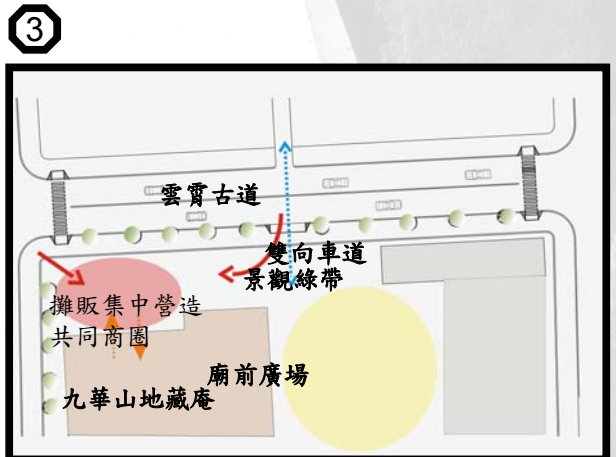 3
雲霄古道
雙向車道
景觀綠帶
攤販集中營造
共同商圈
廟前廣場
九華山地藏庵